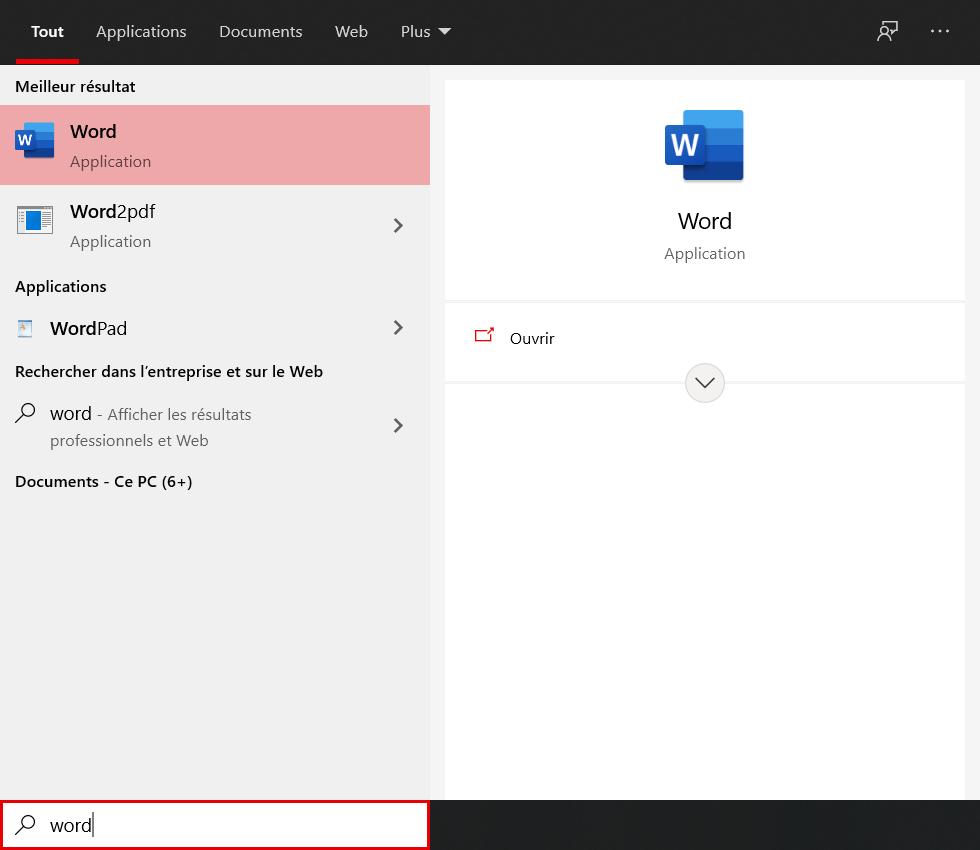 Tout Applications Documents Web Plus
Meilleur résultat
Word
Application
Word2pdf
Application
Applications
WordPad
Rechercher dans l’entreprise et sur le Web
word - Afficher les résultats
professionnels et Web
Documents - Ce PC (6+)
W
Word
Application
Ouvrir
word